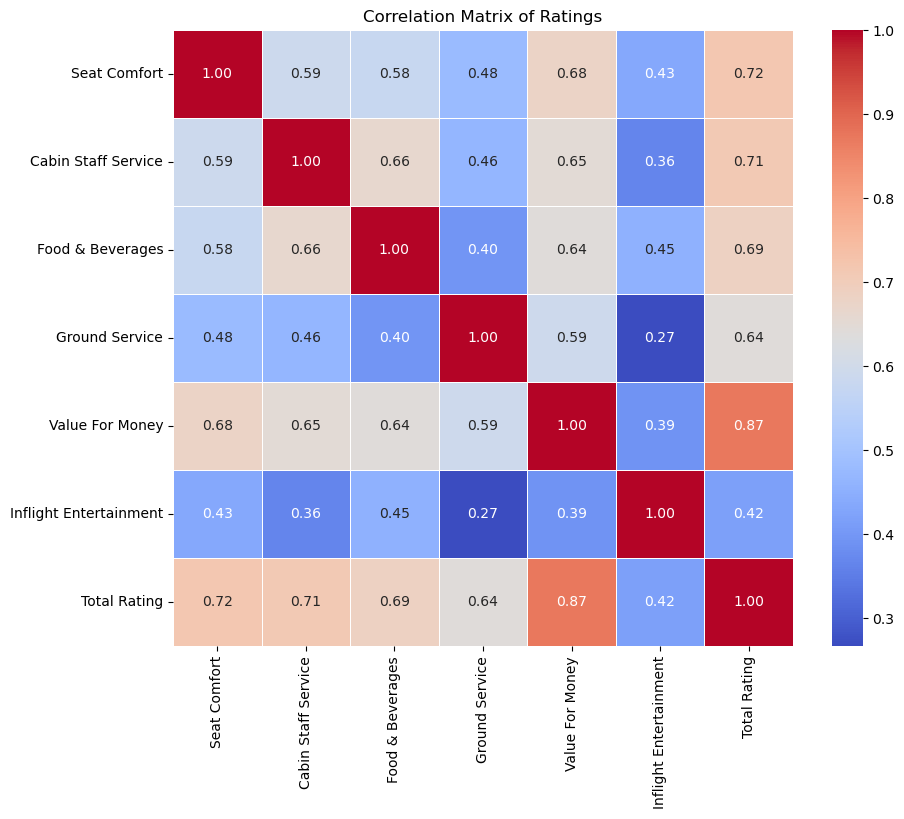 Correlation Matrix of Ratings
Seat Comfort 1.00 0.59 0.58 0.48 0.68 0.43 0.72
Cabin Staff Service 0.59 1.00 0.66 0.46 0.65 0.36 0.71
Food & Beverages 0.58 0.66 1.00 0.40 0.64 0.45 0.69
Ground Service 0.48 0.46 0.40 1.00 0.59 0.27 0.64
Value For Money 0.68 0.65 0.64 0.59 1.00 0.39 0.87
Inflight Entertainment 0.43 0.36 0.45 0.27 0.39 1.00 0.42
Total Rating 0.72 0.71 0.69 0.64 0.87 0.42 1.00
Seat Comfort
Cabin Staff Service
Food & Beverages
Ground Service
Value For Money
Inflight Entertainment
Total Rating
1.0
0.9
0.8
0.7
0.6
0.5
0.4
0.3